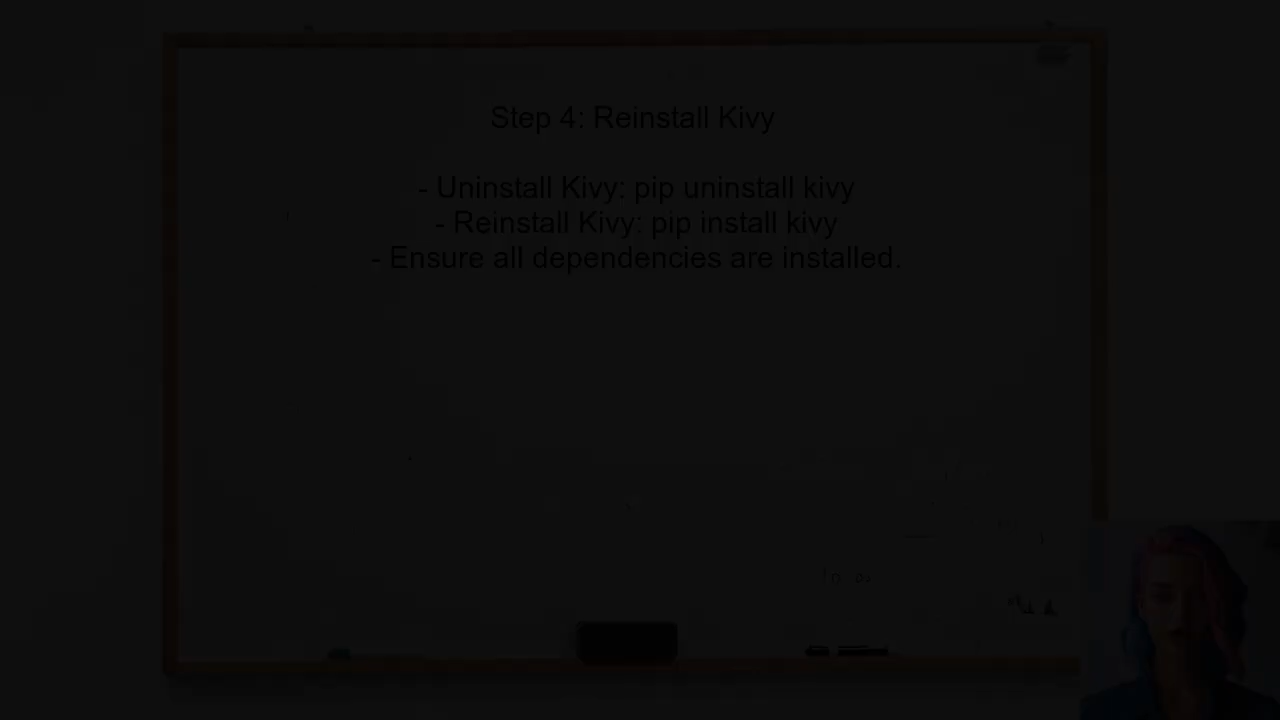 Step 4: Reinstall Kivy
- Uninstall Kivy: pip uninstall kivy
- Reinstall Kivy: pip install kivy
- Ensure all dependencies are installed.